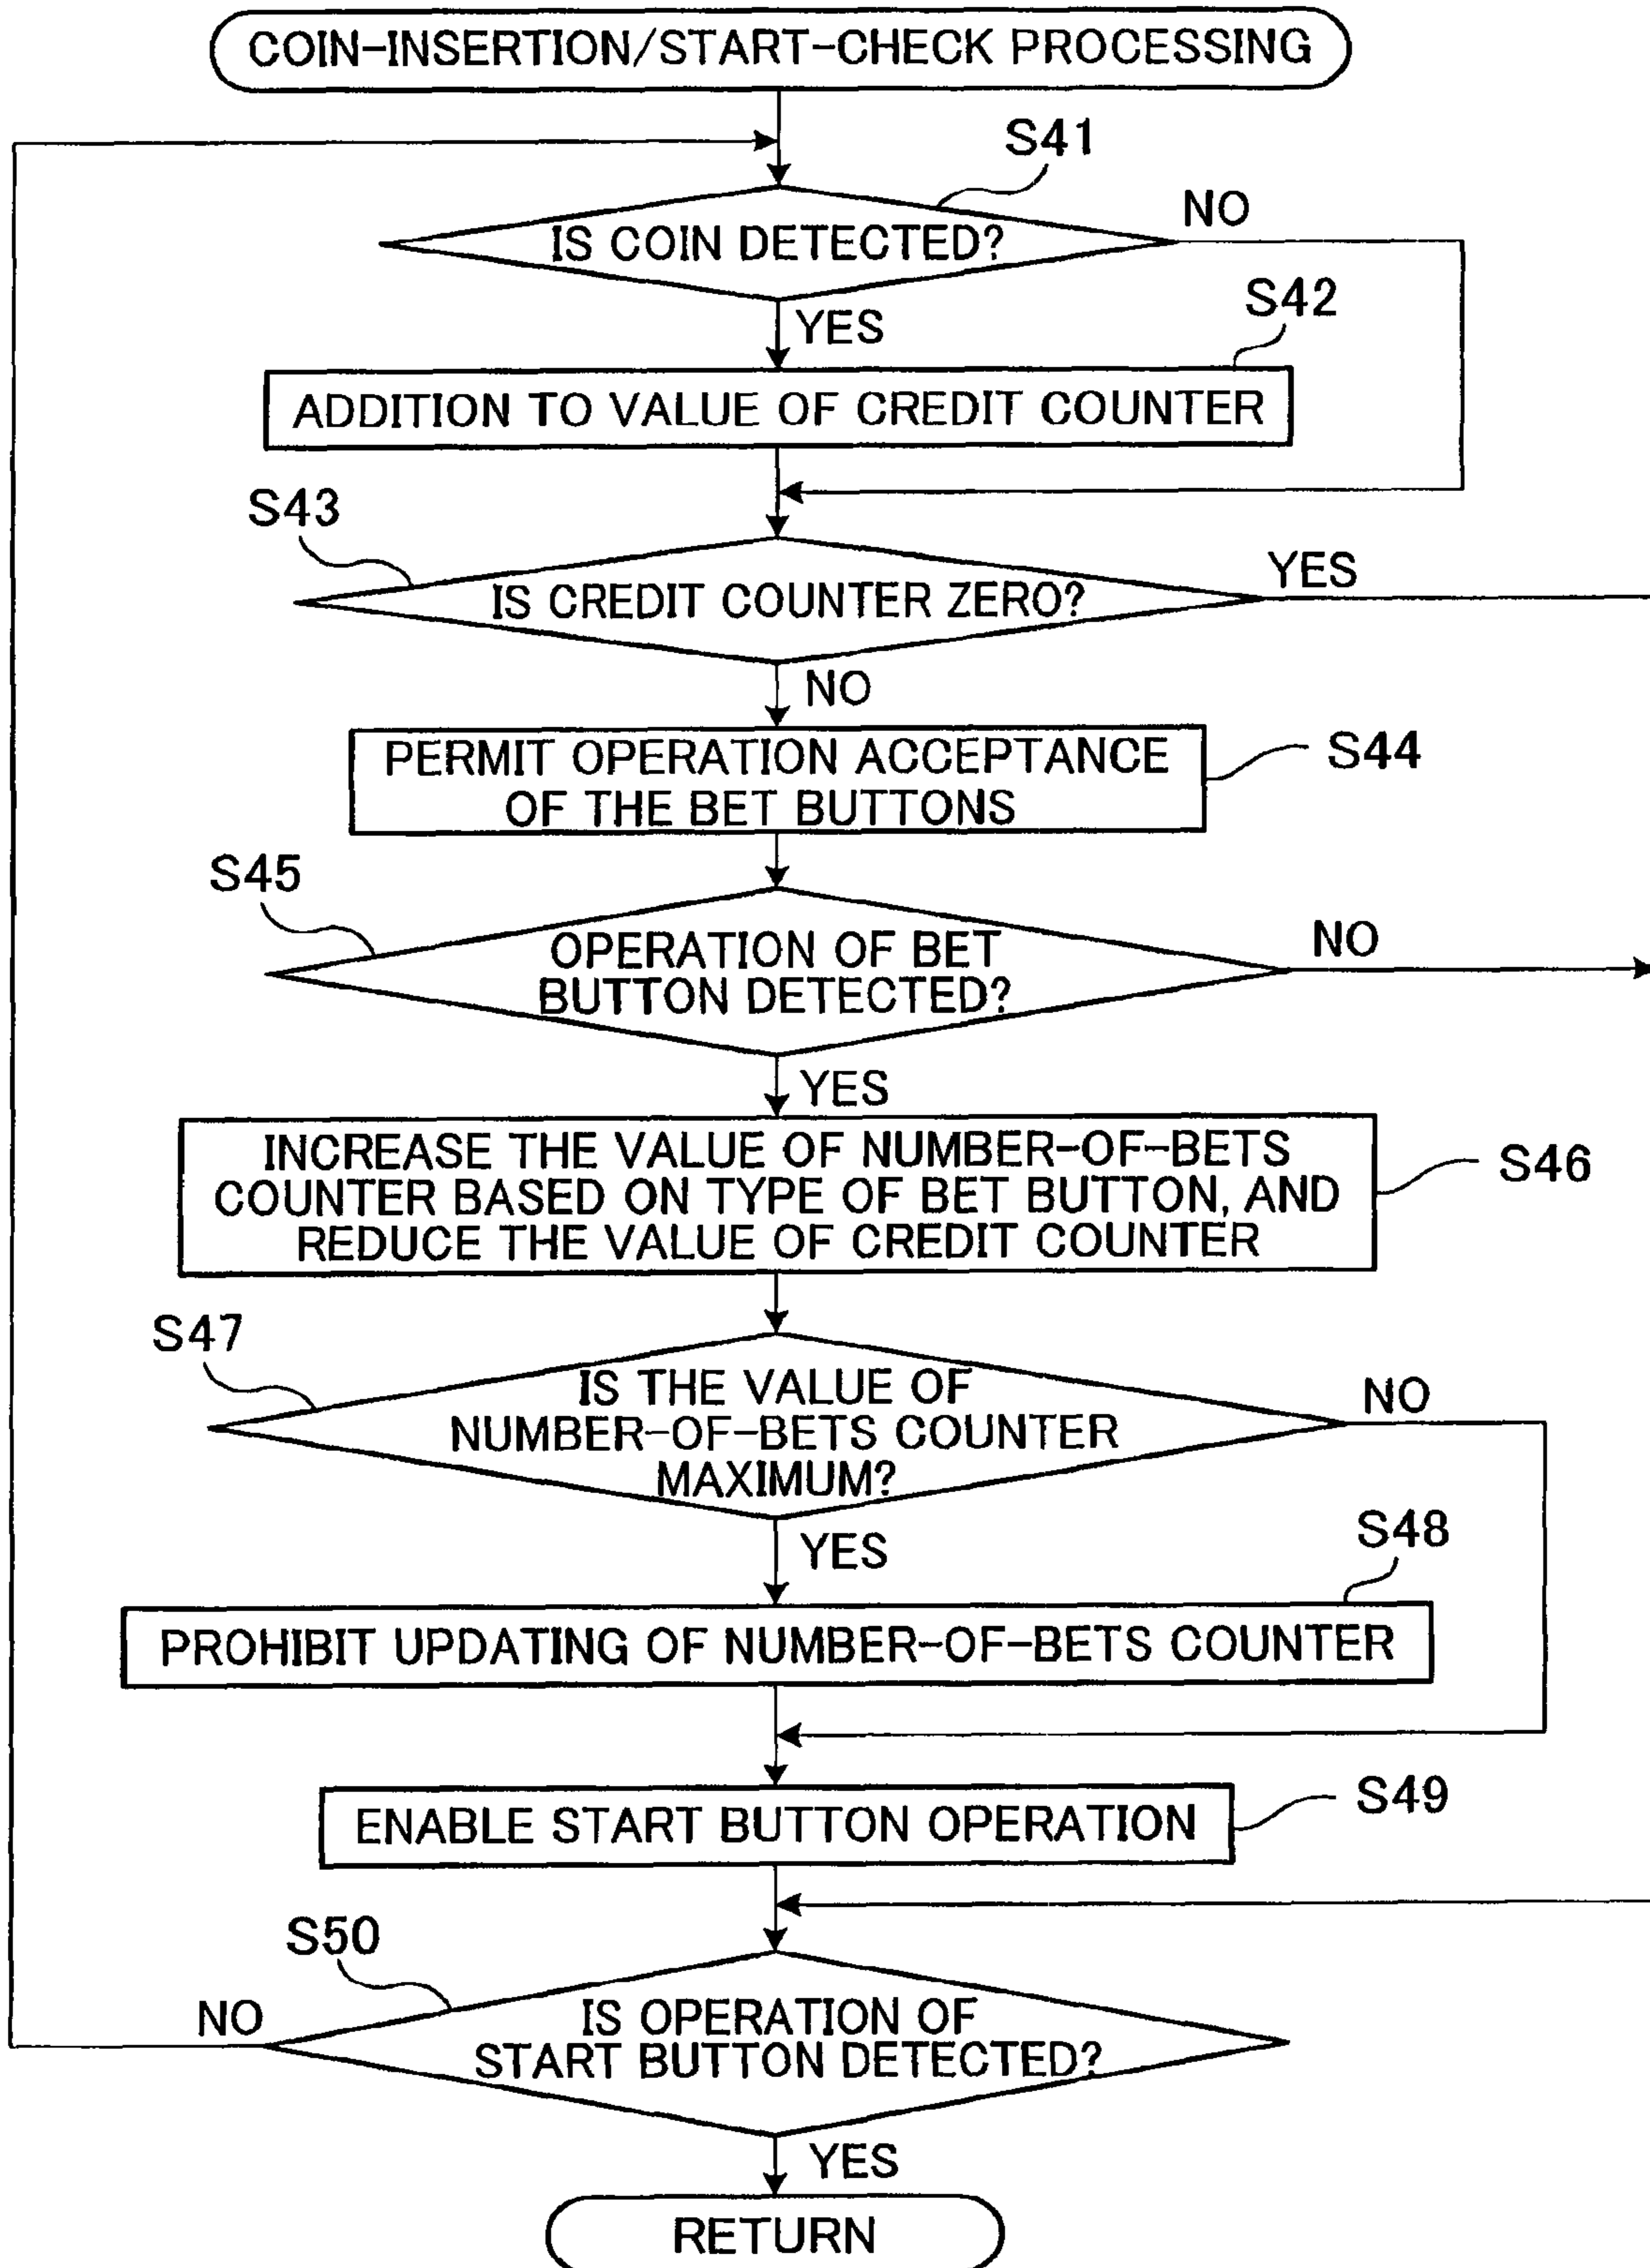 COIN-INSERTION/START-CHECK PROCESSING
S41
NO
IS COIN DETECTED?
S42
YES
ADDITION TO VALUE OF CREDIT COUNTER
S43
YES
IS CREDIT COUNTER ZERO?
NO
PERMIT OPERATION ACCEPTANCE
OF THE BET BUTTONS
S44
S45
NO
OPERATION OF BET
BUTTON DETECTED?
YES
INCREASE THE VALUE OF NUMBER-OF-BETS
COUNTER BASED ON TYPE OF BET BUTTON, AND
REDUCE THE VALUE OF CREDIT COUNTER
S46
S47
NO
IS THE VALUE OF
NUMBER-OF-BETS COUNTER
MAXIMUM?
S48
YES
PROHIBIT UPDATING OF NUMBER-OF-BETS COUNTER
S49
ENABLE START BUTTON OPERATION
S50
NO
IS OPERATION OF
START BUTTON DETECTED?
YES
RETURN